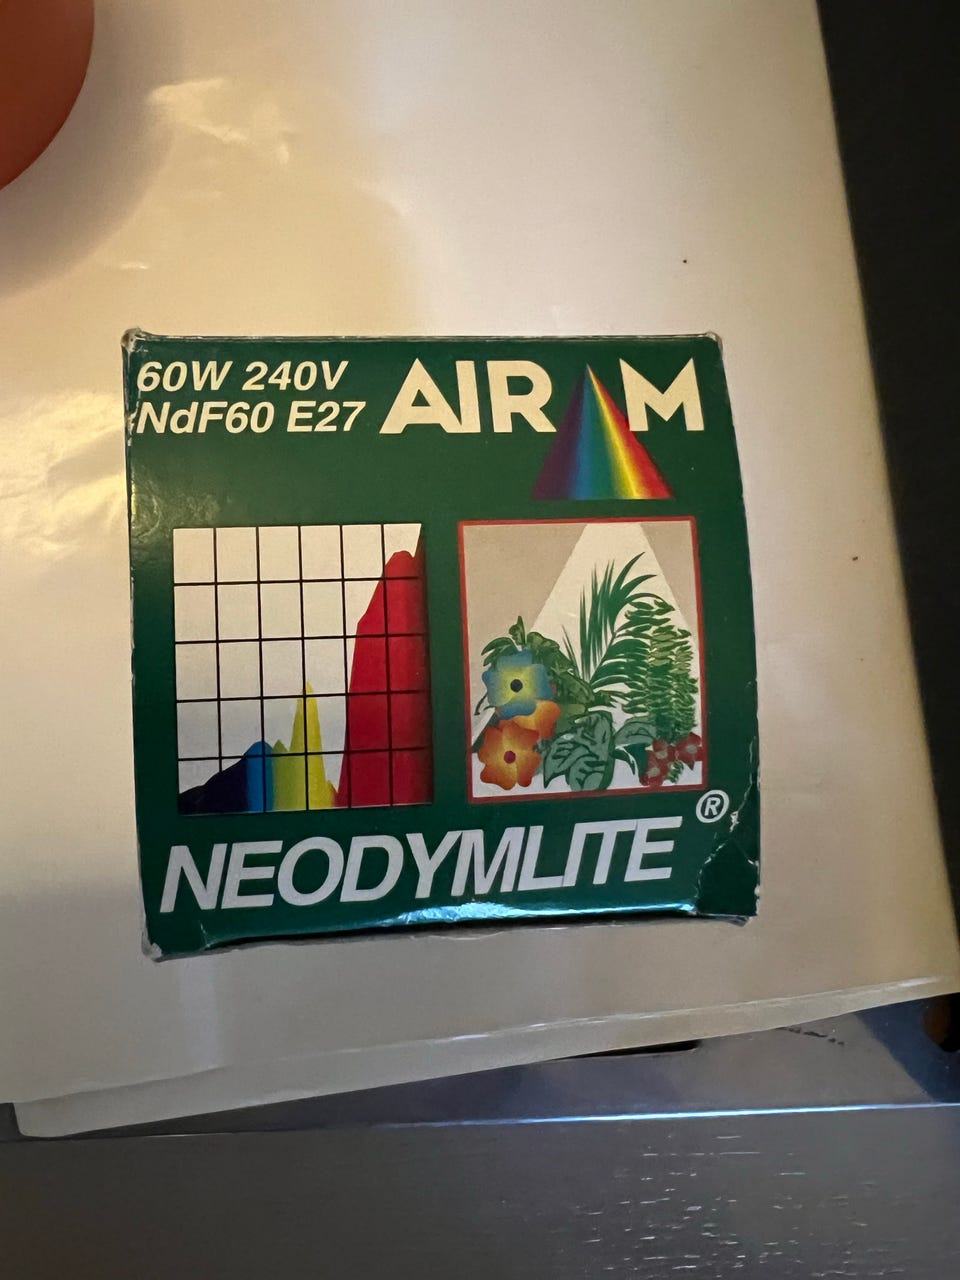 60W 240V
NdF60 E27
AIRAM
NEODYMLITE ®